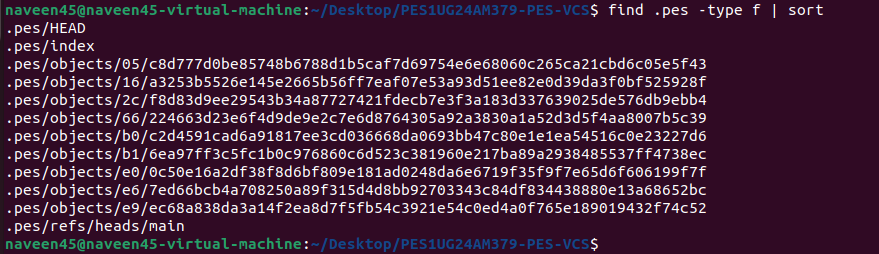 naveen45@naveen45-virtual-machine:~/Desktop/PES1UG24AM379-PES-VCS$ find .pes -type f | sort
.pes/HEAD
.pes/index
.pes/objects/05/c8d777d0be85748b6788d1b5caf7d69754e6e68060c265ca21cbd6c05e5f43
.pes/objects/16/a3253b5526e145e2665b56ff7eaf07e53a93d51ee82e0d39da3f0bf525928f
.pes/objects/2c/f8d83d9ee29543b34a87727421fdecb7e3f3a183d337639025de576db9ebb4
.pes/objects/66/224663d23e6f4d9de9e2c7e6d8764305a92a3830a1a52d3d5f4aa8007b5c39
.pes/objects/b0/c2d4591cad6a91817ee3cd036668da0693bb47c80e1e1ea54516c0e23227d6
.pes/objects/b1/6ea97ff3c5fc1b0c976860c6d523c381960e217ba89a2938485537ff4738ec
.pes/objects/e0/0c50e16a2df38f8d6bf809e181ad0248da6e6719f35f9f7e65d6f606199f7f
.pes/objects/e6/7ed66bcb4a708250a89f315d4d8bb92703343c84df834438880e13a68652bc
.pes/objects/e9/ec68a838da3a14f2ea8d7f5fb54c3921e54c0ed4a0f765e189019432f74c52
.pes/refs/heads/main
naveen45@naveen45-virtual-machine:~/Desktop/PES1UG24AM379-PES-VCS$